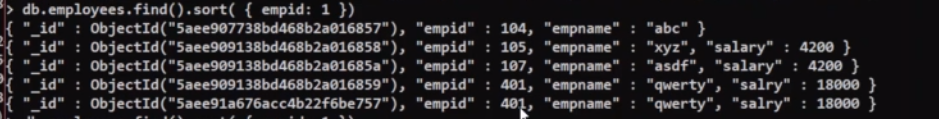 > db.employees.find().sort( { empid: 1 })
{ "_id" : ObjectId("5aee907738bd468b2a016857"), "empid" : 104, "empname" : "abc" }
{ "_id" : ObjectId("5aee909138bd468b2a016858"), "empid" : 105, "empname" : "xyz", "salary" : 4200 }
{ "_id" : ObjectId("5aee909138bd468b2a01685a"), "empid" : 107, "empname" : "asdf", "salary" : 4200 }
{ "_id" : ObjectId("5aee909138bd468b2a016859"), "empid" : 401, "empname" : "qwerty", "salry" : 18000 }
{ "_id" : ObjectId("5aee91a676acc4b22f6be757"), "empid" : 401, "empname" : "qwerty", "salry" : 18000 }